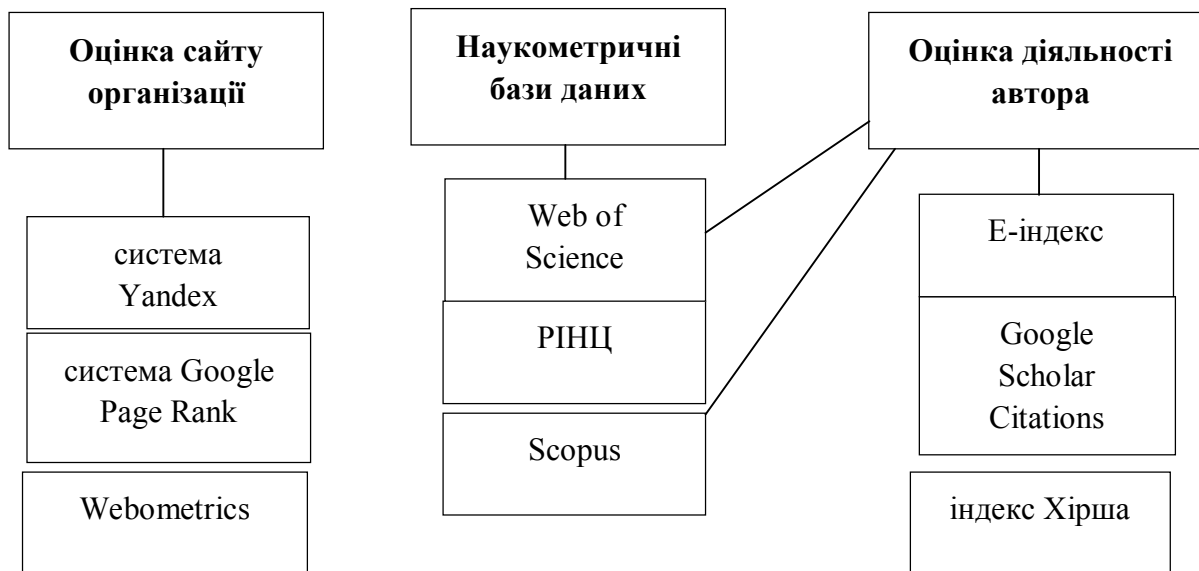 Оцінка сайту
організації
система
Yandex
система Google
Page Rank
Webometrics
Наукометричні
бази даних
Web of
Science
РІНЦ
Scopus
Оцінка діяльності
автора
Е-індекс
Google
Scholar
Citations
індекс Хірша